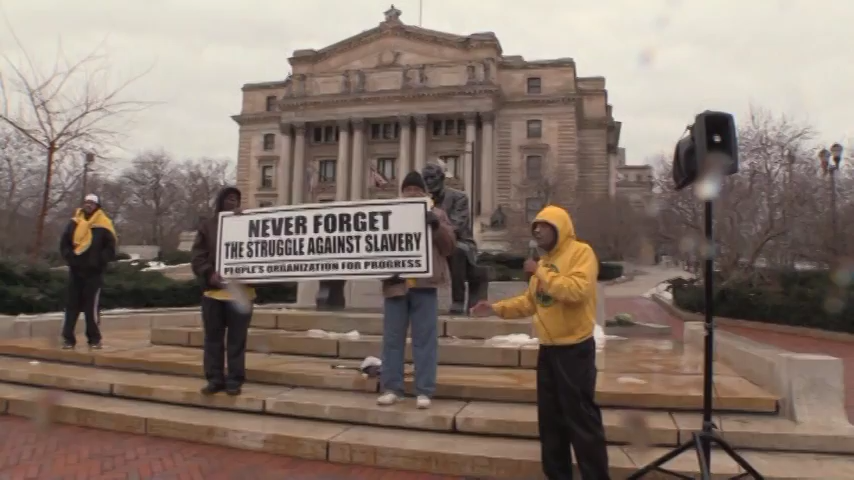 NEVER FORGET
THE STRUGGLE AGAINST SLAVERY
PEOPLE'S ORGANIZATION FOR PROGRESS